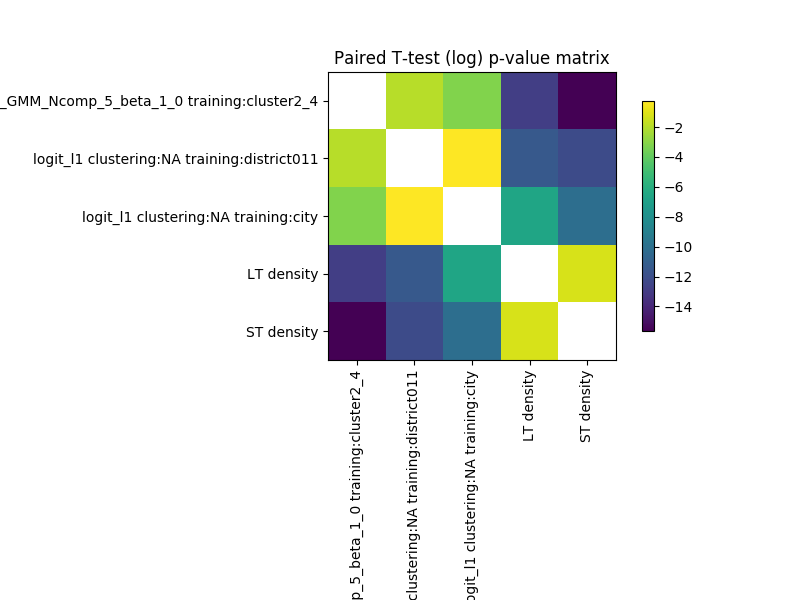 Paired T-test (log) p-value matrix
_GMM_Ncomp_5_beta_1_0 training:cluster2_4
logit_l1 clustering:NA training:district011
logit_l1 clustering:NA training:city
LT density
ST density
−2
−4
−6
−8
−10
−12
−14
p_5_beta_1_0 training:cluster2_4
clustering:NA training:district011
ogit_l1 clustering:NA training:city
LT density
ST density